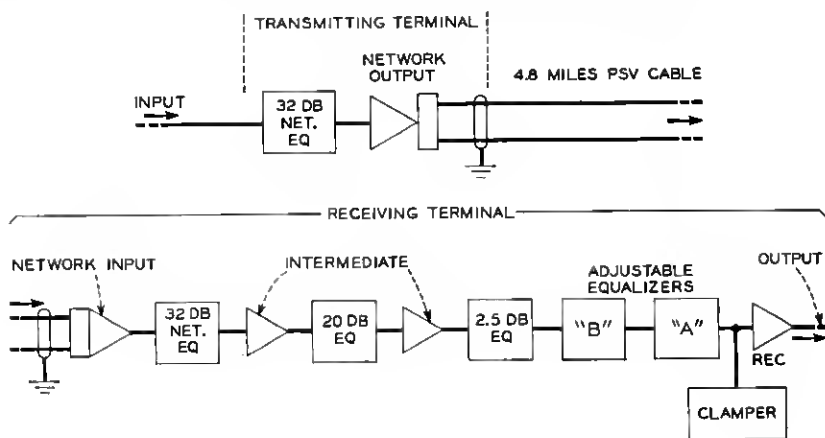 TRANSMITTING TERMINAL
NETWORK
OUTPUT
4.8 MILES PSV CABLE
INPUT
32 DB
NET.
EQ
RECEIVING TERMINAL
NETWORK INPUT
INTERMEDIATE
ADJUSTABLE
EQUALIZERS
OUTPUT
32 DB
NET.
EQ
20 DB
EQ
2.5 DB
EQ
"B"
"A"
REC
CLAMPER